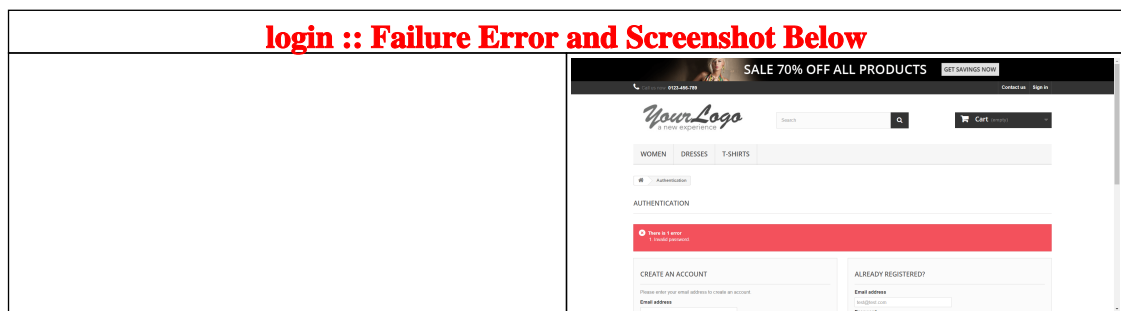 login :: Failure Error and Screenshot Below
SALE 70% OFF ALL PRODUCTS GET SAVINGS NOW
Call us now: 0123-456-789 Contact us Sign in
YourLogo
a new experience
Search
Cart (empty)
WOMEN DRESSES T-SHIRTS
Authentication
AUTHENTICATION
There is 1 error
1. Invalid password.
CREATE AN ACCOUNT
Please enter your email address to create an account.
Email address
ALREADY REGISTERED?
Email address
test@test.com